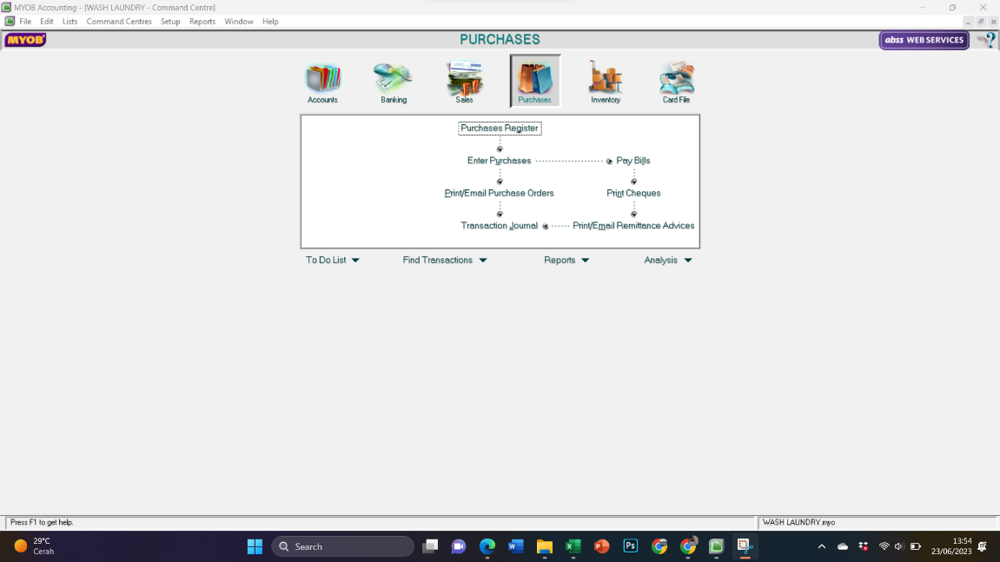 MYOB Accounting - [WASH LAUNDRY - Command Centre]
File Edit Lists Command Centres Setup Reports Window Help
MYOB PURCHASES abss WEB SERVICES ?
Accounts Banking Sales Purchases Inventory Card File
Purchases Register
Enter Purchases Pay Bills
Print/Email Purchase Orders Print Cheques
Transaction Journal Print/Email Remittance Advices
To Do List Find Transactions Reports Analysis
Press F1 to get help. WASH LAUNDRY.myo
29°C
Cerah
Search
W X P Ps
13:54
23/06/2023